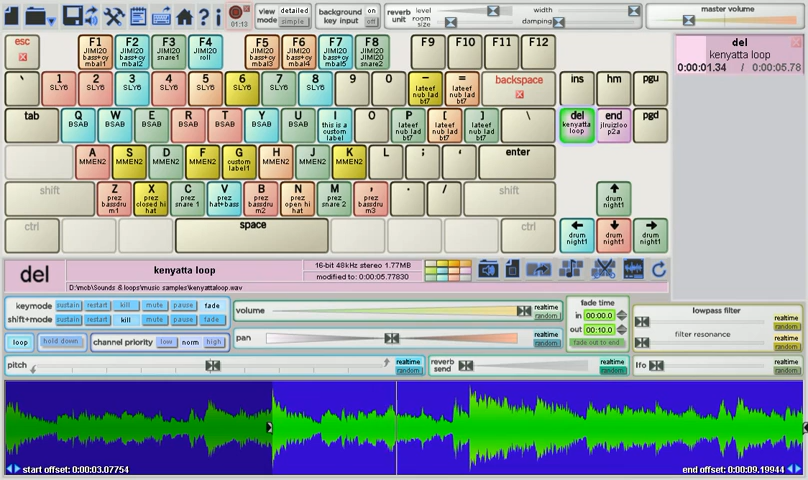 01:13
view mode
detailed
simple
background key input
on
off
reverb unit
level
room size
width
damping
master volume
esc
F1 JIMI20 bass+cymbal2
F2 JIMI20 bass+cymbal
F3 JIMI20 snare1
F4 JIMI20 roll
F5 JIMI20 bass+cymbal3
F6 JIMI20 bass+cymbal4
F7 JIMI20 bass+cymbal5
F8 JIMI20 snare2
F9
F10
F11
F12
del
kenyatta loop
0:00:01.34 / 0:00:05.78
`
1 SLY6
2 SLY6
3 SLY6
4 SLY6
5 SLY6
6 SLY6
7 SLY6
8 SLY6
9
0
- lateef nub lad bt7
= lateef nub lad bt7
backspace
ins
hm
pgu
tab
Q BSAB
W BSAB
E BSAB
R BSAB
T BSAB
Y BSAB
U BSAB
I this is a custom label
O
P lateef nub lad bt7
[ lateef nub lad bt7
] lateef nub lad bt7
\
del kenyatta loop
end jlruizloop2a
pgd
A MMEN2
S MMEN2
D MMEN2
F MMEN2
G custom label1
H MMEN2
J MMEN2
K MMEN2
L
;
'
enter
shift
Z prez bassdrum1
X prez closed hi hat
C prez snare 1
V prez hat+bass
B prez bassdrum2
N prez open hi hat
M prez snare 2
, prez bassdrum3
.
/
shift
drum night1
ctrl
space
ctrl
drum night1
drum night1
drum night1
del
kenyatta loop
16-bit 48kHz stereo 1.77MB
modified to: 0:00:05.77830
D:\mcb\Sounds & loops\music samples\kenyattaloop.wav
keymode
sustain
restart
kill
mute
pause
fade
shift+mode
sustain
restart
kill
mute
pause
fade
loop
hold down
channel priority
low
norm
high
volume
realtime
random
pan
realtime
random
fade time
in 00:00.0
out 00:10.0
fade out to end
lowpass filter
filter resonance
realtime
random
realtime
random
pitch
realtime
random
reverb send
realtime
random
lfo
realtime
random
start offset: 0:00:03.07754
end offset: 0:00:09.19944